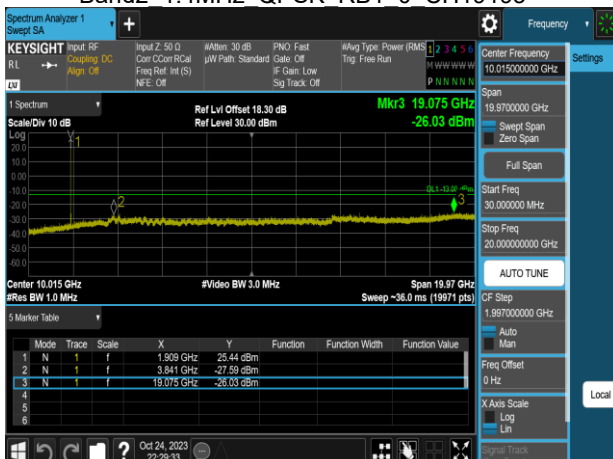 Spectrum Analyzer 1
Swept SA
Frequency
KEYSIGHT
RL
LXI
Input: RF
Coupling: DC
Align: Off
Input Z: 50 Ω
Corr CCorr RCal
Freq Ref: Int (S)
NFE: Off
#Atten: 30 dB
µW Path: Standard
PNO: Fast
Gate: Off
IF Gain: Low
Sig Track: Off
#Avg Type: Power (RMS
Trig: Free Run
1 2 3 4 5 6
M W W W W W
P N N N N N
1 Spectrum
Scale/Div 10 dB
Log
Ref Lvl Offset 18.30 dB
Ref Level 30.00 dBm
Mkr3 19.075 GHz
-26.03 dBm
20.0
10.0
0.00
-10.0
-20.0
-30.0
-40.0
-50.0
-60.0
1
2
3
DL1 -13.00 dBm
Center 10.015 GHz
#Res BW 1.0 MHz
#Video BW 3.0 MHz
Span 19.97 GHz
Sweep ~36.0 ms (19971 pts)
5 Marker Table
Mode Trace Scale X Y Function Function Width Function Value
1 N 1 f 1.909 GHz 25.44 dBm
2 N 1 f 3.841 GHz -27.59 dBm
3 N 1 f 19.075 GHz -26.03 dBm
4
5
6
Oct 24, 2023
22:29:33
Center Frequency
10.015000000 GHz
Settings
Span
19.9700000 GHz
Swept Span
Zero Span
Full Span
Start Freq
30.000000 MHz
Stop Freq
20.000000000 GHz
AUTO TUNE
CF Step
1.997000000 GHz
Auto
Man
Freq Offset
0 Hz
X Axis Scale
Log
Lin
Signal Track
Local